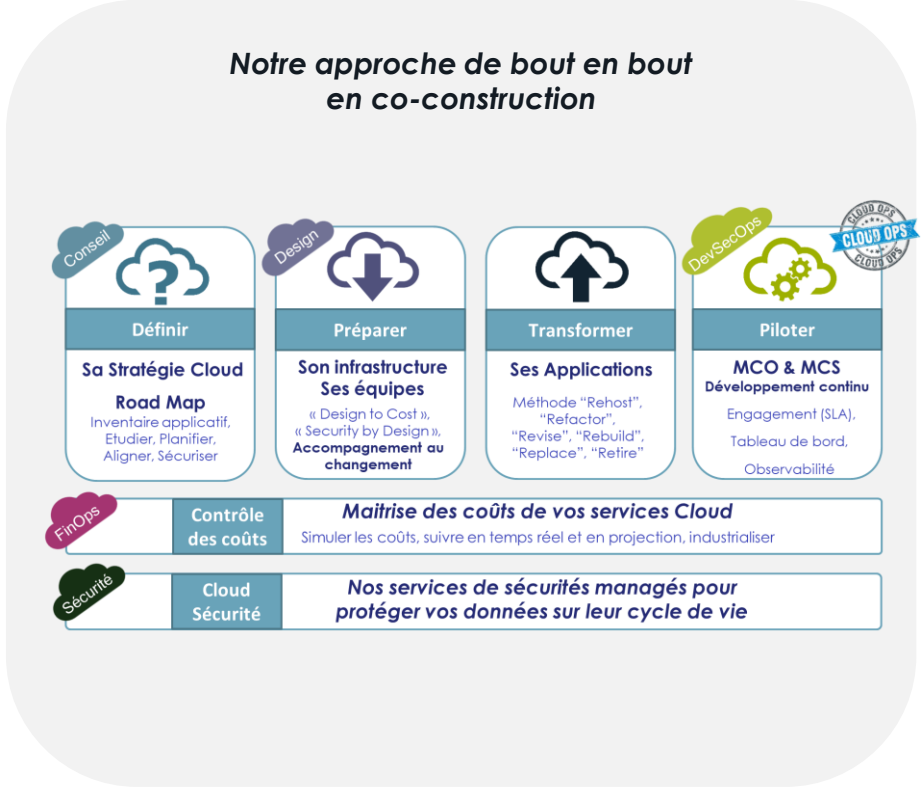 Notre approche de bout en bout
en co-construction
Conseil
Définir
Sa Stratégie Cloud
Road Map
Inventaire applicatif,
Etudier, Planifier,
Aligner, Sécuriser
Design
Préparer
Son infrastructure
Ses équipes
« Design to Cost »,
« Security by Design »,
Accompagnement au
changement
Transformer
Ses Applications
Méthode “Rehost”,
“Refactor”,
“Revise”, “Rebuild”,
“Replace”, “Retire”
DevSecOps
CLOUD OPS
CLOUD OPS
CLOUD OPS
Piloter
MCO & MCS
Développement continu
Engagement (SLA),
Tableau de bord,
Observabilité
FinOps
Contrôle
des coûts
Maitrise des coûts de vos services Cloud
Simuler les coûts, suivre en temps réel et en projection, industrialiser
Sécurité
Cloud
Sécurité
Nos services de sécurités managés pour
protéger vos données sur leur cycle de vie